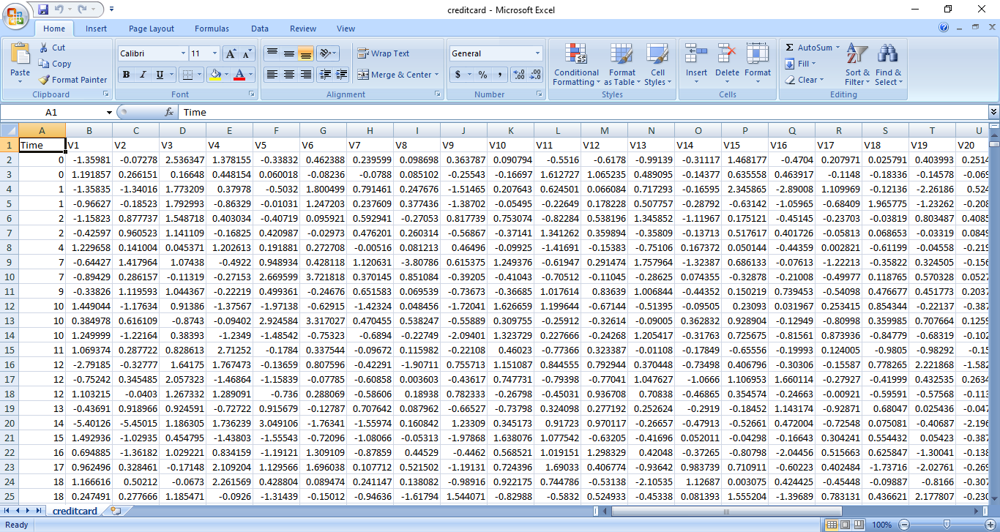 creditcard - Microsoft Excel
Home Insert Page Layout Formulas Data Review View
Paste Cut Copy Format Painter Clipboard
Calibri 11 B I U Font
Wrap Text Merge & Center Alignment
General $ % , Number
Conditional Formatting Format as Table Cell Styles Styles
Insert Delete Format Cells
Σ AutoSum Fill Clear Sort & Filter Find & Select Editing
A1 fx Time
A B C D E F G H I J K L M N O P Q R S T U
1 Time V1 V2 V3 V4 V5 V6 V7 V8 V9 V10 V11 V12 V13 V14 V15 V16 V17 V18 V19 V20
2 0 -1.35981 -0.07278 2.536347 1.378155 -0.33832 0.462388 0.239599 0.098698 0.363787 0.090794 -0.5516 -0.6178 -0.99139 -0.31117 1.468177 -0.4704 0.207971 0.025791 0.403993 0.2514
3 0 1.191857 0.266151 0.16648 0.448154 0.060018 -0.08236 -0.0788 0.085102 -0.25543 -0.16697 1.612727 1.065235 0.489095 -0.14377 0.635558 0.463917 -0.1148 -0.18336 -0.14578 -0.069
4 1 -1.35835 -1.34016 1.773209 0.37978 -0.5032 1.800499 0.791461 0.247676 -1.51465 0.207643 0.624501 0.066084 0.717293 -0.16595 2.345865 -2.89008 1.109969 -0.12136 -2.26186 0.524
5 1 -0.96627 -0.18523 1.792993 -0.86329 -0.01031 1.247203 0.237609 0.377436 -1.38702 -0.05495 -0.22649 0.178228 0.507757 -0.28792 -0.63142 -1.05965 -0.68409 1.965775 -1.23262 -0.208
6 2 -1.15823 0.877737 1.548718 0.403034 -0.40719 0.095921 0.592941 -0.27053 0.817739 0.753074 -0.82284 0.538196 1.345852 -1.11967 0.175121 -0.45145 -0.23703 -0.03819 0.803487 0.4085
7 2 -0.42597 0.960523 1.141109 -0.16825 0.420987 -0.02973 0.476201 0.260314 -0.56867 -0.37141 1.341262 0.359894 -0.35809 -0.13713 0.517617 0.401726 -0.05813 0.068653 -0.03319 0.0849
8 4 1.229658 0.141004 0.045371 1.202613 0.191881 0.272708 -0.00516 0.081213 0.46496 -0.09925 -1.41691 -0.15383 -0.75106 0.167372 0.050144 -0.44359 0.002821 -0.61199 -0.04558 -0.219
9 7 -0.64427 1.417964 1.07438 -0.4922 0.948934 0.428118 1.120631 -3.80786 0.615375 1.249376 -0.61947 0.291474 1.757964 -1.32387 0.686133 -0.07613 -1.22213 -0.35822 0.324505 -0.156
10 7 -0.89429 0.286157 -0.11319 -0.27153 2.669599 3.721818 0.370145 0.851084 -0.39205 -0.41043 -0.70512 -0.11045 -0.28625 0.074355 -0.32878 -0.21008 -0.49977 0.118765 0.570328 0.0527
11 9 -0.33826 1.119593 1.044367 -0.22219 0.499361 -0.24676 0.651583 0.069539 -0.73673 -0.36685 1.017614 0.83639 1.006844 -0.44352 0.150219 0.739453 -0.54098 0.476677 0.451773 0.2037
12 10 1.449044 -1.17634 0.91386 -1.37567 -1.97138 -0.62915 -1.42324 0.048456 -1.72041 1.626659 1.199644 -0.67144 -0.51395 -0.09505 0.23093 0.031967 0.253415 0.854344 -0.22137 -0.387
13 10 0.384978 0.616109 -0.8743 -0.09402 2.924584 3.317027 0.470455 0.538247 -0.55889 0.309755 -0.25912 -0.32614 -0.09005 0.362832 0.928904 -0.12949 -0.80998 0.359985 0.707664 0.1259
14 10 1.249999 -1.22164 0.38393 -1.2349 -1.48542 -0.75323 -0.6894 -0.22749 -2.09401 1.323729 0.227666 -0.24268 1.205417 -0.31763 0.725675 -0.81561 0.873936 -0.84779 -0.68319 -0.102
15 11 1.069374 0.287722 0.828613 2.71252 -0.1784 0.337544 -0.09672 0.115982 -0.22108 0.46023 -0.77366 0.323387 -0.01108 -0.17849 -0.65556 -0.19993 0.124005 -0.9805 -0.98292 -0.15
16 12 -2.79185 -0.32777 1.64175 1.767473 -0.13659 0.807596 -0.42291 -1.90711 0.755713 1.151087 0.844555 0.792944 0.370448 -0.73498 0.406796 -0.30306 -0.15587 0.778265 2.221868 -1.582
17 12 -0.75242 0.345485 2.057323 -1.46864 -1.15839 -0.07785 -0.60858 0.003603 -0.43617 0.747731 -0.79398 -0.77041 1.047627 -1.0666 1.106953 1.660114 -0.27927 -0.41999 0.432535 0.2634
18 12 1.103215 -0.0403 1.267332 1.289091 -0.736 0.288069 -0.58606 0.18938 0.782333 -0.26798 -0.45031 0.936708 0.70838 -0.46865 0.354574 -0.24663 -0.00921 -0.59591 -0.57568 -0.113
19 13 -0.43691 0.918966 0.924591 -0.72722 0.915679 -0.12787 0.707642 0.087962 -0.66527 -0.73798 0.324098 0.277192 0.252624 -0.2919 -0.18452 1.143174 -0.92871 0.68047 0.025436 -0.047
20 14 -5.40126 -5.45015 1.186305 1.736239 3.049106 -1.76341 -1.55974 0.160842 1.23309 0.345173 0.91723 0.970117 -0.26657 -0.47913 -0.52661 0.472004 -0.72548 0.075081 -0.40687 -2.196
21 15 1.492936 -1.02935 0.454795 -1.43803 -1.55543 -0.72096 -1.08066 -0.05313 -1.97868 1.638076 1.077542 -0.63205 -0.41696 0.052011 -0.04298 -0.16643 0.304241 0.554432 0.05423 -0.387
22 16 0.694885 -1.36182 1.029221 0.834159 -1.19121 1.309109 -0.87859 0.44529 -0.4462 0.568521 1.019151 1.298329 0.42048 -0.37265 -0.80798 -2.04456 0.515663 0.625847 -1.30041 -0.138
23 17 0.962496 0.328461 -0.17148 2.109204 1.129566 1.696038 0.107712 0.521502 -1.19131 0.724396 1.69033 0.406774 -0.93642 0.983739 0.710911 -0.60223 0.402484 -1.73716 -2.02761 -0.269
24 18 1.166616 0.50212 -0.0673 2.261569 0.428804 0.089474 0.241147 0.138082 -0.98916 0.922175 0.744786 -0.53138 -2.10535 1.12687 0.003075 0.424425 -0.45448 -0.09887 -0.8166 -0.307
25 18 0.247491 0.277666 1.185471 -0.0926 -1.31439 -0.15012 -0.94636 -1.61794 1.544071 -0.82988 -0.5832 0.524933 -0.45338 0.081393 1.555204 -1.39689 0.783131 0.436621 2.177807 -0.230
creditcard
Ready 100%